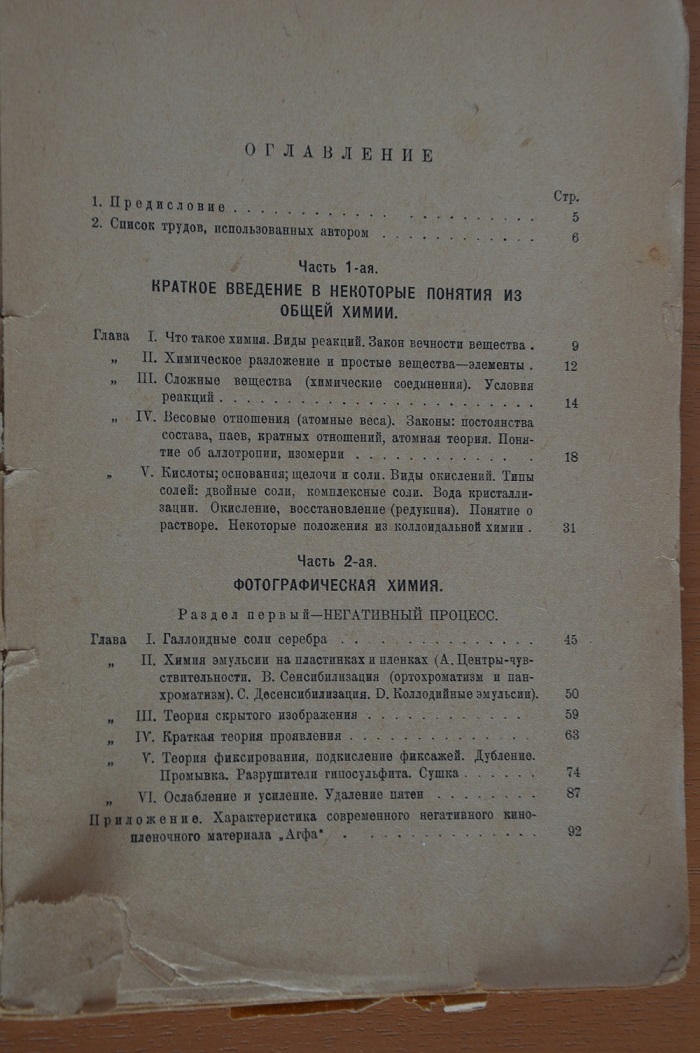 ОГЛАВЛЕНИЕ
Стр.
1. Предисловие . . . . . . . . . . . . . . . . . . . . 5
2. Список трудов, использованных автором . . . . . . . . . . . 6
Часть 1-ая.
КРАТКОЕ ВВЕДЕНИЕ В НЕКОТОРЫЕ ПОНЯТИЯ ИЗ
ОБЩЕЙ ХИМИИ.
Глава I. Что такое химия. Виды реакций. Закон вечности вещества . 9
„ II. Химическое разложение и простые вещества—элементы . 12
„ III. Сложные вещества (химические соединения). Условия
реакций . . . . . . . . . . . . . . . . . . . . . . . 14
„ IV. Весовые отношения (атомные веса). Законы: постоянства
состава, паев, кратных отношений, атомная теория. Поня-
тие об аллотропии, изомерии . . . . . . . . . . . . . 18
„ V. Кислоты; основания; щелочи и соли. Виды окислений. Типы
солей: двойные соли, комплексные соли. Вода кристалли-
зации. Окисление, восстановление (редукция). Понятие о
растворе. Некоторые положения из коллоидальной химии . 31
Часть 2-ая.
ФОТОГРАФИЧЕСКАЯ ХИМИЯ.
Раздел первый—НЕГАТИВНЫЙ ПРОЦЕСС.
Глава I. Галлоидные соли серебра . . . . . . . . . . . . . . 45
„ II. Химия эмульсии на пластинках и пленках (А. Центры-чув-
ствительности. В. Сенсибилизация (ортохроматизм и пан-
хроматизм). С. Десенсибилизация. D. Коллодийные эмульсии). 50
„ III. Теория скрытого изображения . . . . . . . . . . . . 59
„ IV. Краткая теория проявления . . . . . . . . . . . . . 63
„ V. Теория фиксирования, подкисление фиксажей. Дубление.
Промывка. Разрушители гипосульфита. Сушка . . . . . . 74
„ VI. Ослабление и усиление. Удаление пятен . . . . . . . . 87
Приложение. Характеристика современного негативного кино-
пленочного материала „Агфа“ . . . . . . . . . . . . . 92